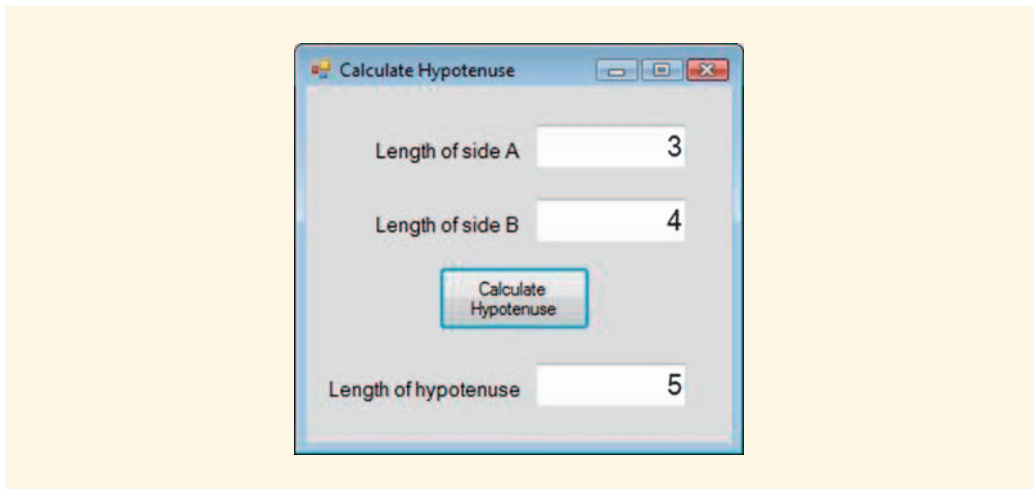 Calculate Hypotenuse
Length of side A 3
Length of side B 4
Calculate
Hypotenuse
Length of hypotenuse 5